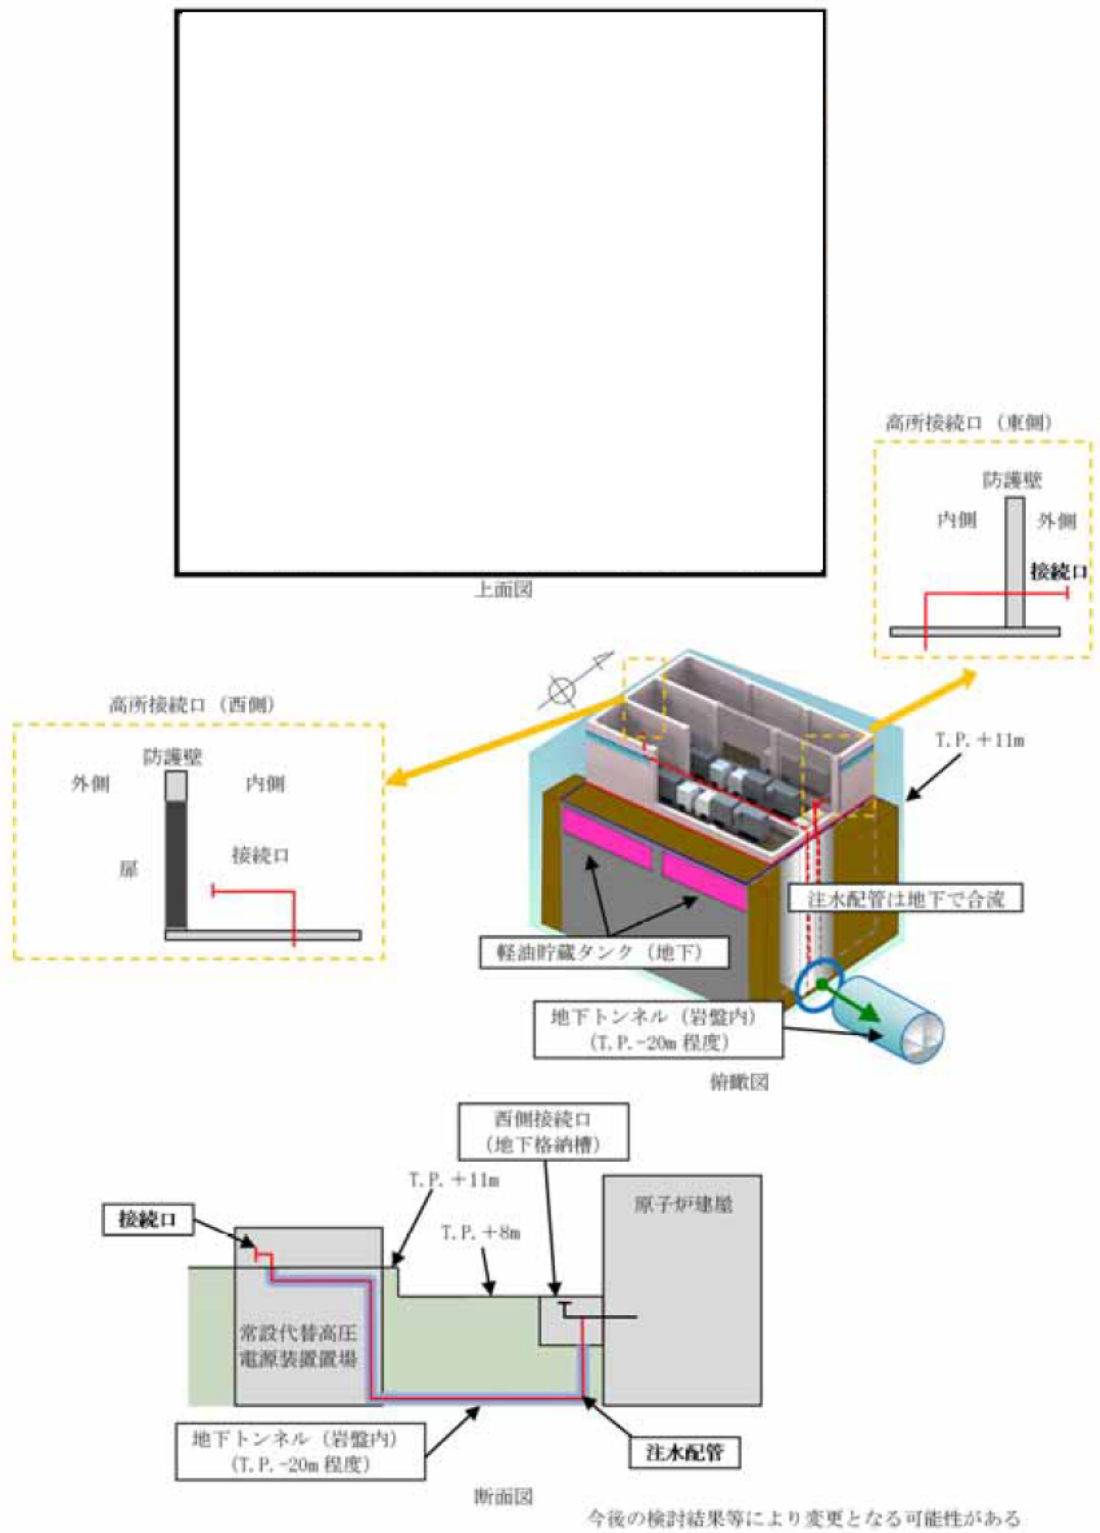 上面図
高所接続口（東側）
防護壁
内側
外側
接続口
高所接続口（西側）
防護壁
外側
内側
扉
接続口
T.P.＋11m
注水配管は地下で合流
軽油貯蔵タンク（地下）
地下トンネル（岩盤内）
(T.P.-20m 程度)
俯瞰図
西側接続口
（地下格納槽）
T.P.＋11m
接続口
T.P.＋8m
原子炉建屋
常設代替高圧
電源装置置場
地下トンネル（岩盤内）
(T.P.-20m 程度)
注水配管
断面図
今後の検討結果等により変更となる可能性がある